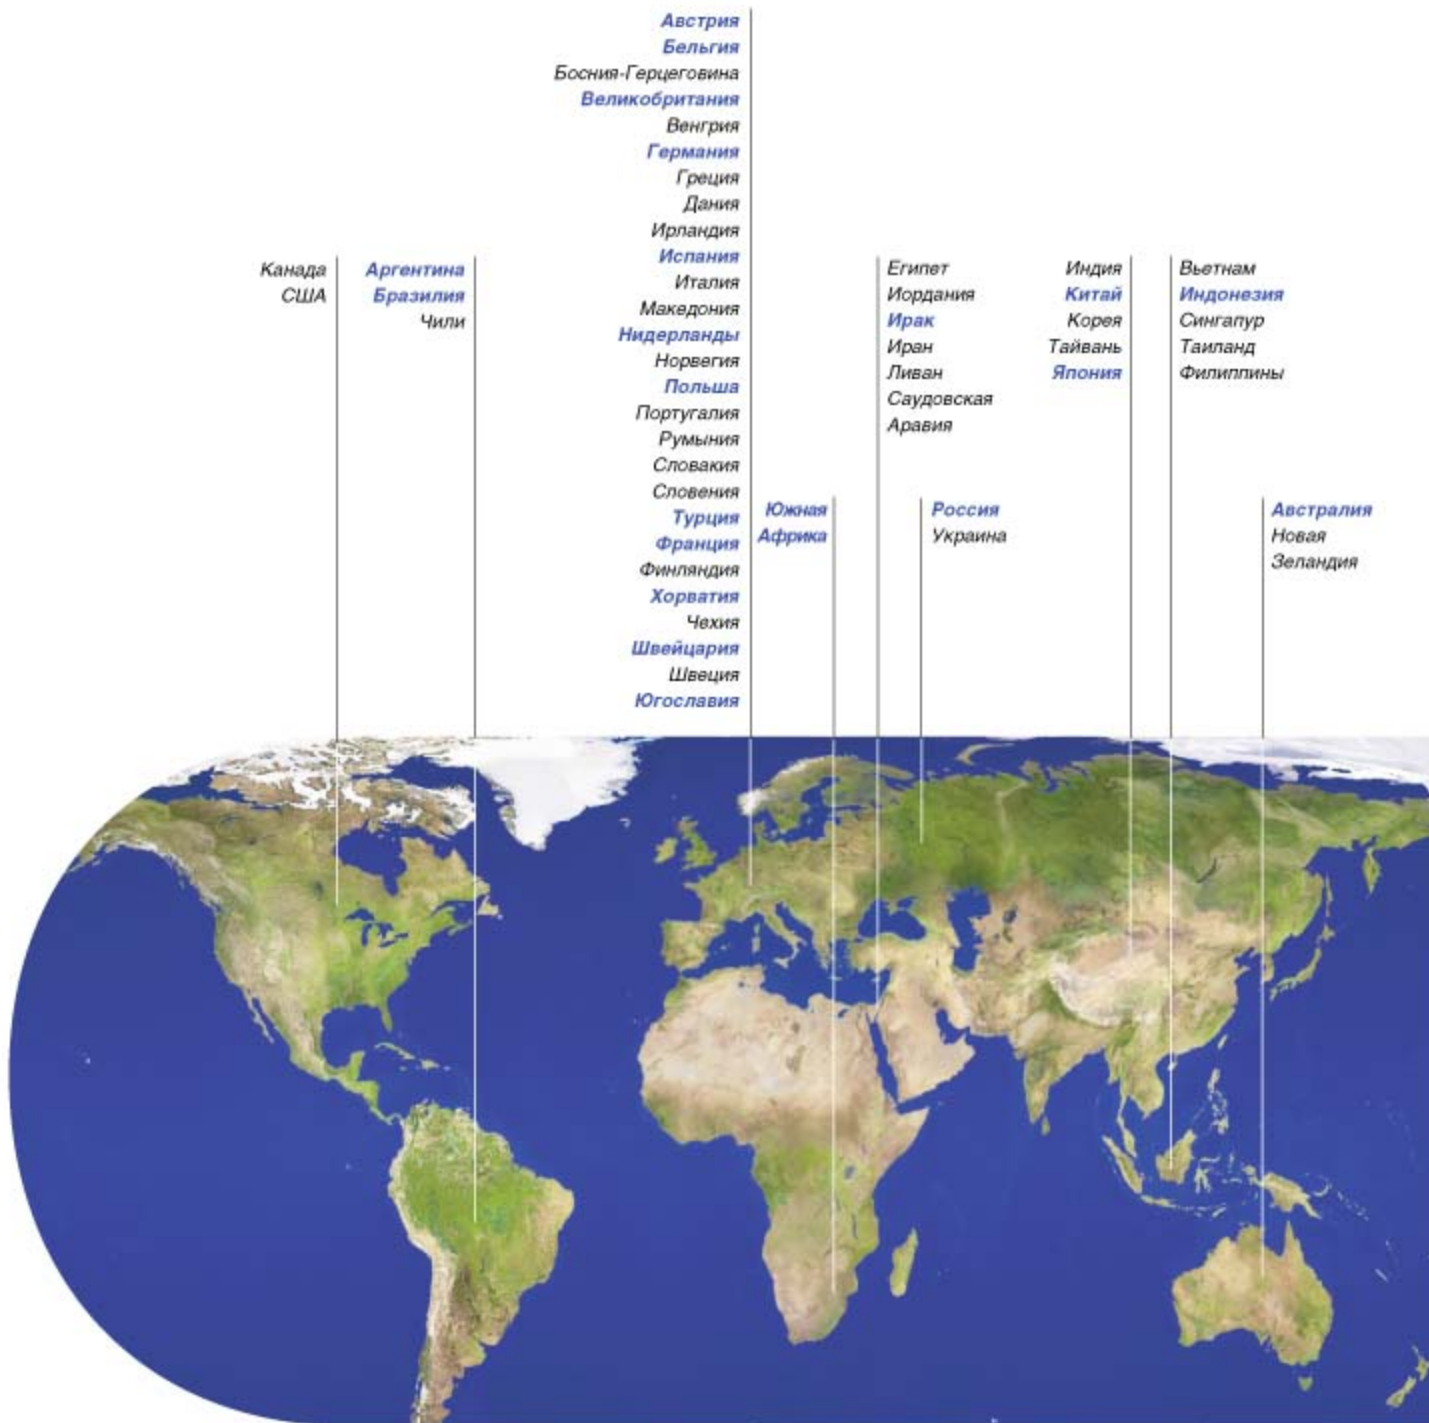 Австрия
Бельгия
Босния-Герцеговина
Великобритания
Венгрия
Германия
Греция
Дания
Ирландия
Испания
Италия
Македония
Нидерланды
Норвегия
Польша
Португалия
Румыния
Словакия
Словения
Турция
Франция
Финляндия
Хорватия
Чехия
Швейцария
Швеция
Югославия
Канада
США
Аргентина
Бразилия
Чили
Южная
Африка
Египет
Иордания
Ирак
Иран
Ливан
Саудовская
Аравия
Россия
Украина
Индия
Китай
Корея
Тайвань
Япония
Вьетнам
Индонезия
Сингапур
Таиланд
Филиппины
Австралия
Новая
Зеландия